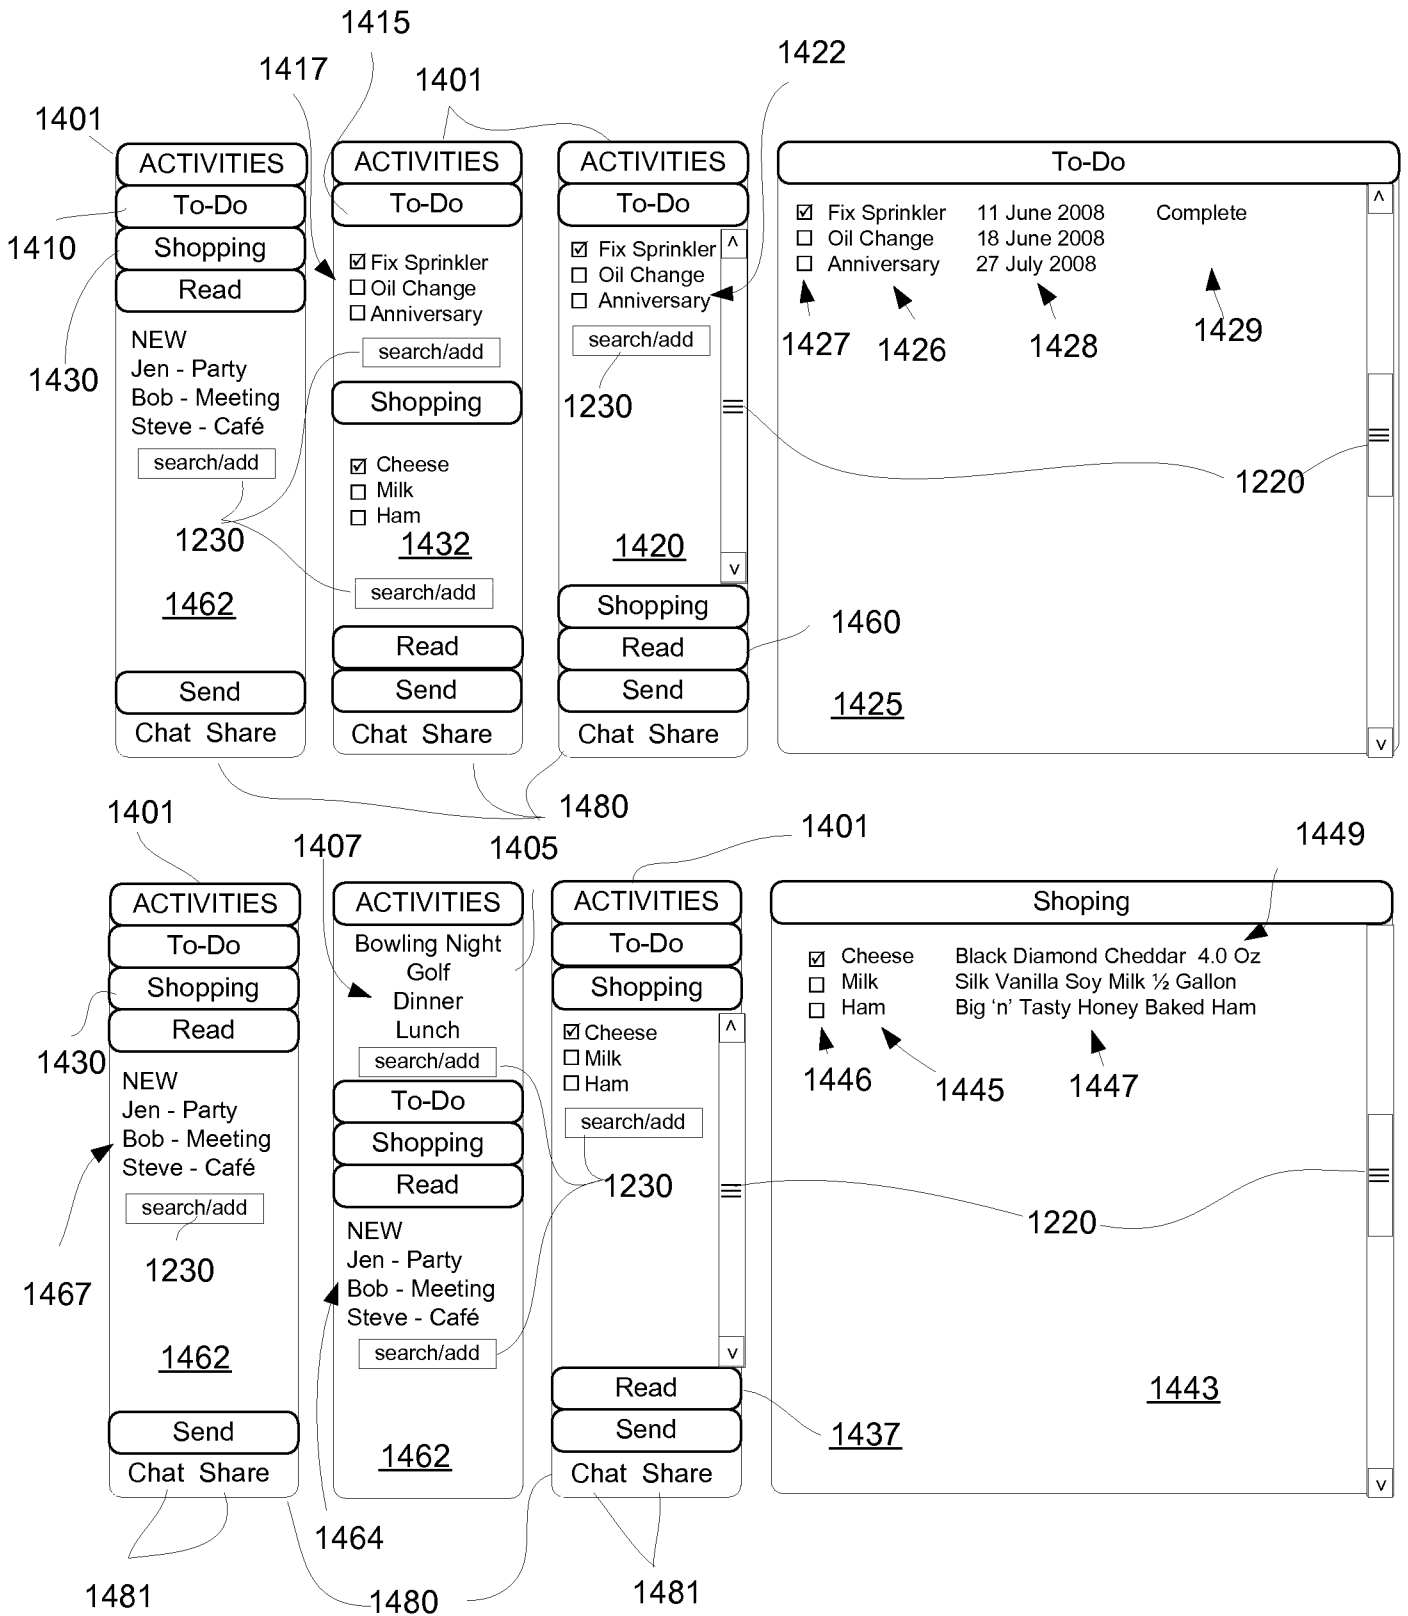 1415
1417
1401
1422
1401
ACTIVITIES
To-Do
Shopping
Read
NEW
Jen - Party
Bob - Meeting
Steve - Café
search/add
1230
1462
Send
Chat Share
1410
1430
ACTIVITIES
To-Do
Fix Sprinkler
Oil Change
Anniversary
search/add
Shopping
Cheese
Milk
Ham
1432
search/add
Read
Send
Chat Share
ACTIVITIES
To-Do
Fix Sprinkler
Oil Change
Anniversary
search/add
1230
1420
^
v
Shopping
Read
Send
Chat Share
To-Do
Fix Sprinkler 11 June 2008 Complete
Oil Change 18 June 2008
Anniversary 27 July 2008
1427 1426 1428 1429
1220
1460
1425
^
v
1480
1401
1407
1405
1401
1449
ACTIVITIES
To-Do
Shopping
Read
NEW
Jen - Party
Bob - Meeting
Steve - Café
search/add
1230
1462
Send
Chat Share
1430
1467
1481
ACTIVITIES
Bowling Night
Golf
Dinner
Lunch
search/add
To-Do
Shopping
Read
NEW
Jen - Party
Bob - Meeting
Steve - Café
search/add
1462
1464
1480
ACTIVITIES
To-Do
Shopping
Cheese
Milk
Ham
search/add
1230
^
v
Read
Send
Chat Share
1481
1437
Shoping
Cheese Black Diamond Cheddar 4.0 Oz
Milk Silk Vanilla Soy Milk ½ Gallon
Ham Big ‘n’ Tasty Honey Baked Ham
1446 1445 1447
1220
1443
v